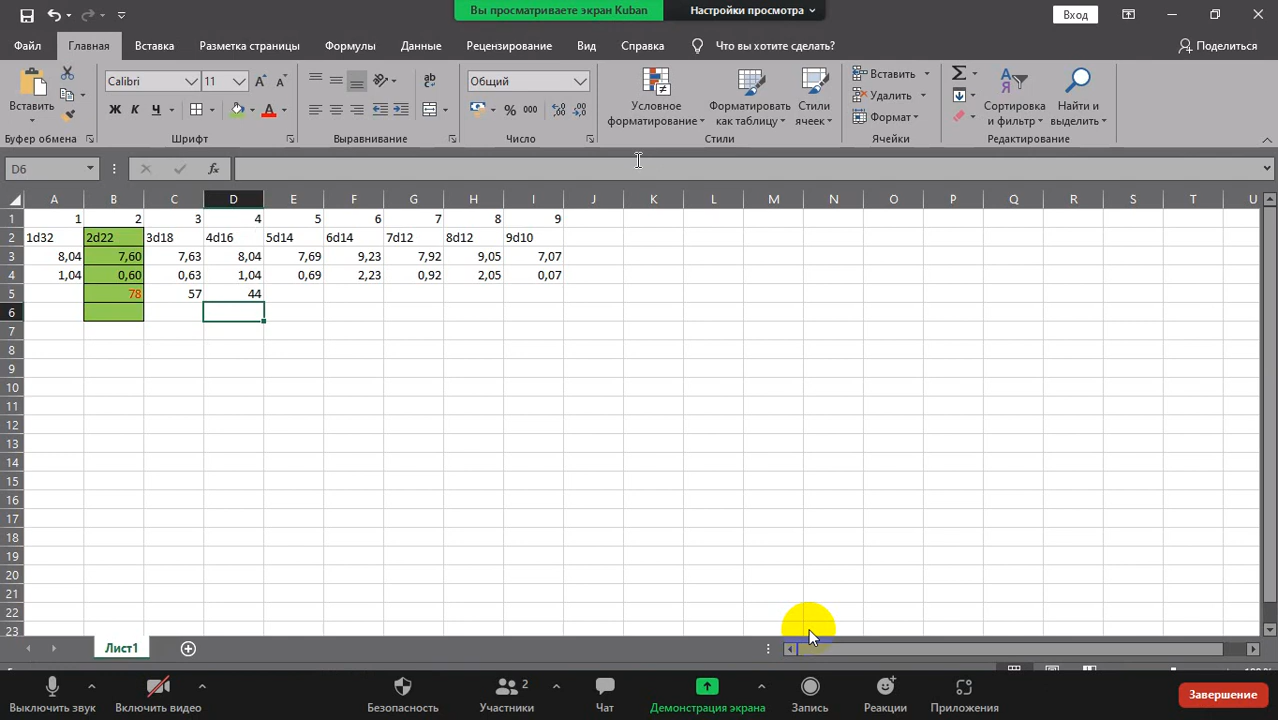 Вы просматриваете экран Kuban Настройки просмотра
Вход
Файл Главная Вставка Разметка страницы Формулы Данные Рецензирование Вид Справка Что вы хотите сделать? Поделиться
Вставить Calibri 11 Ж К Ч Общий % 000 Условное форматирование Форматировать как таблицу Стили ячеек Вставить Удалить Формат Сортировка и фильтр Найти и выделить
Буфер обмена Шрифт Выравнивание Число Стили Ячейки Редактирование
D6 fx
A B C D E F G H I J K L M N O P Q R S T U
1 1 2 3 4 5 6 7 8 9
2 1d32 2d22 3d18 4d16 5d14 6d14 7d12 8d12 9d10
3 8,04 7,60 7,63 8,04 7,69 9,23 7,92 9,05 7,07
4 1,04 0,60 0,63 1,04 0,69 2,23 0,92 2,05 0,07
5 78 57 44
6
7
8
9
10
11
12
13
14
15
16
17
18
19
20
21
22
23
Лист1
2
Выключить звук Включить видео Безопасность Участники Чат Демонстрация экрана Запись Реакции Приложения Завершение